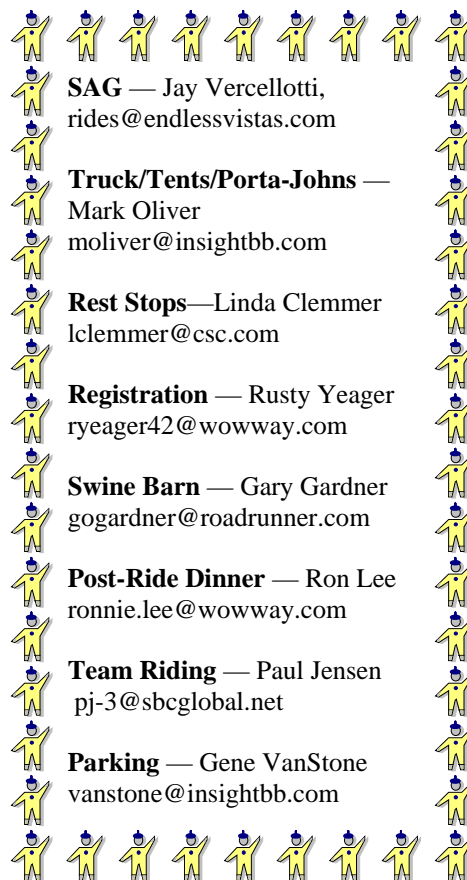 SAG — Jay Vercellotti,
rides@endlessvistas.com
Truck/Tents/Porta-Johns —
Mark Oliver
moliver@insightbb.com
Rest Stops—Linda Clemmer
lclemmer@csc.com
Registration — Rusty Yeager
ryeager42@wowway.com
Swine Barn — Gary Gardner
gogardner@roadrunner.com
Post-Ride Dinner — Ron Lee
ronnie.lee@wowway.com
Team Riding — Paul Jensen
pj-3@sbcglobal.net
Parking — Gene VanStone
vanstone@insightbb.com